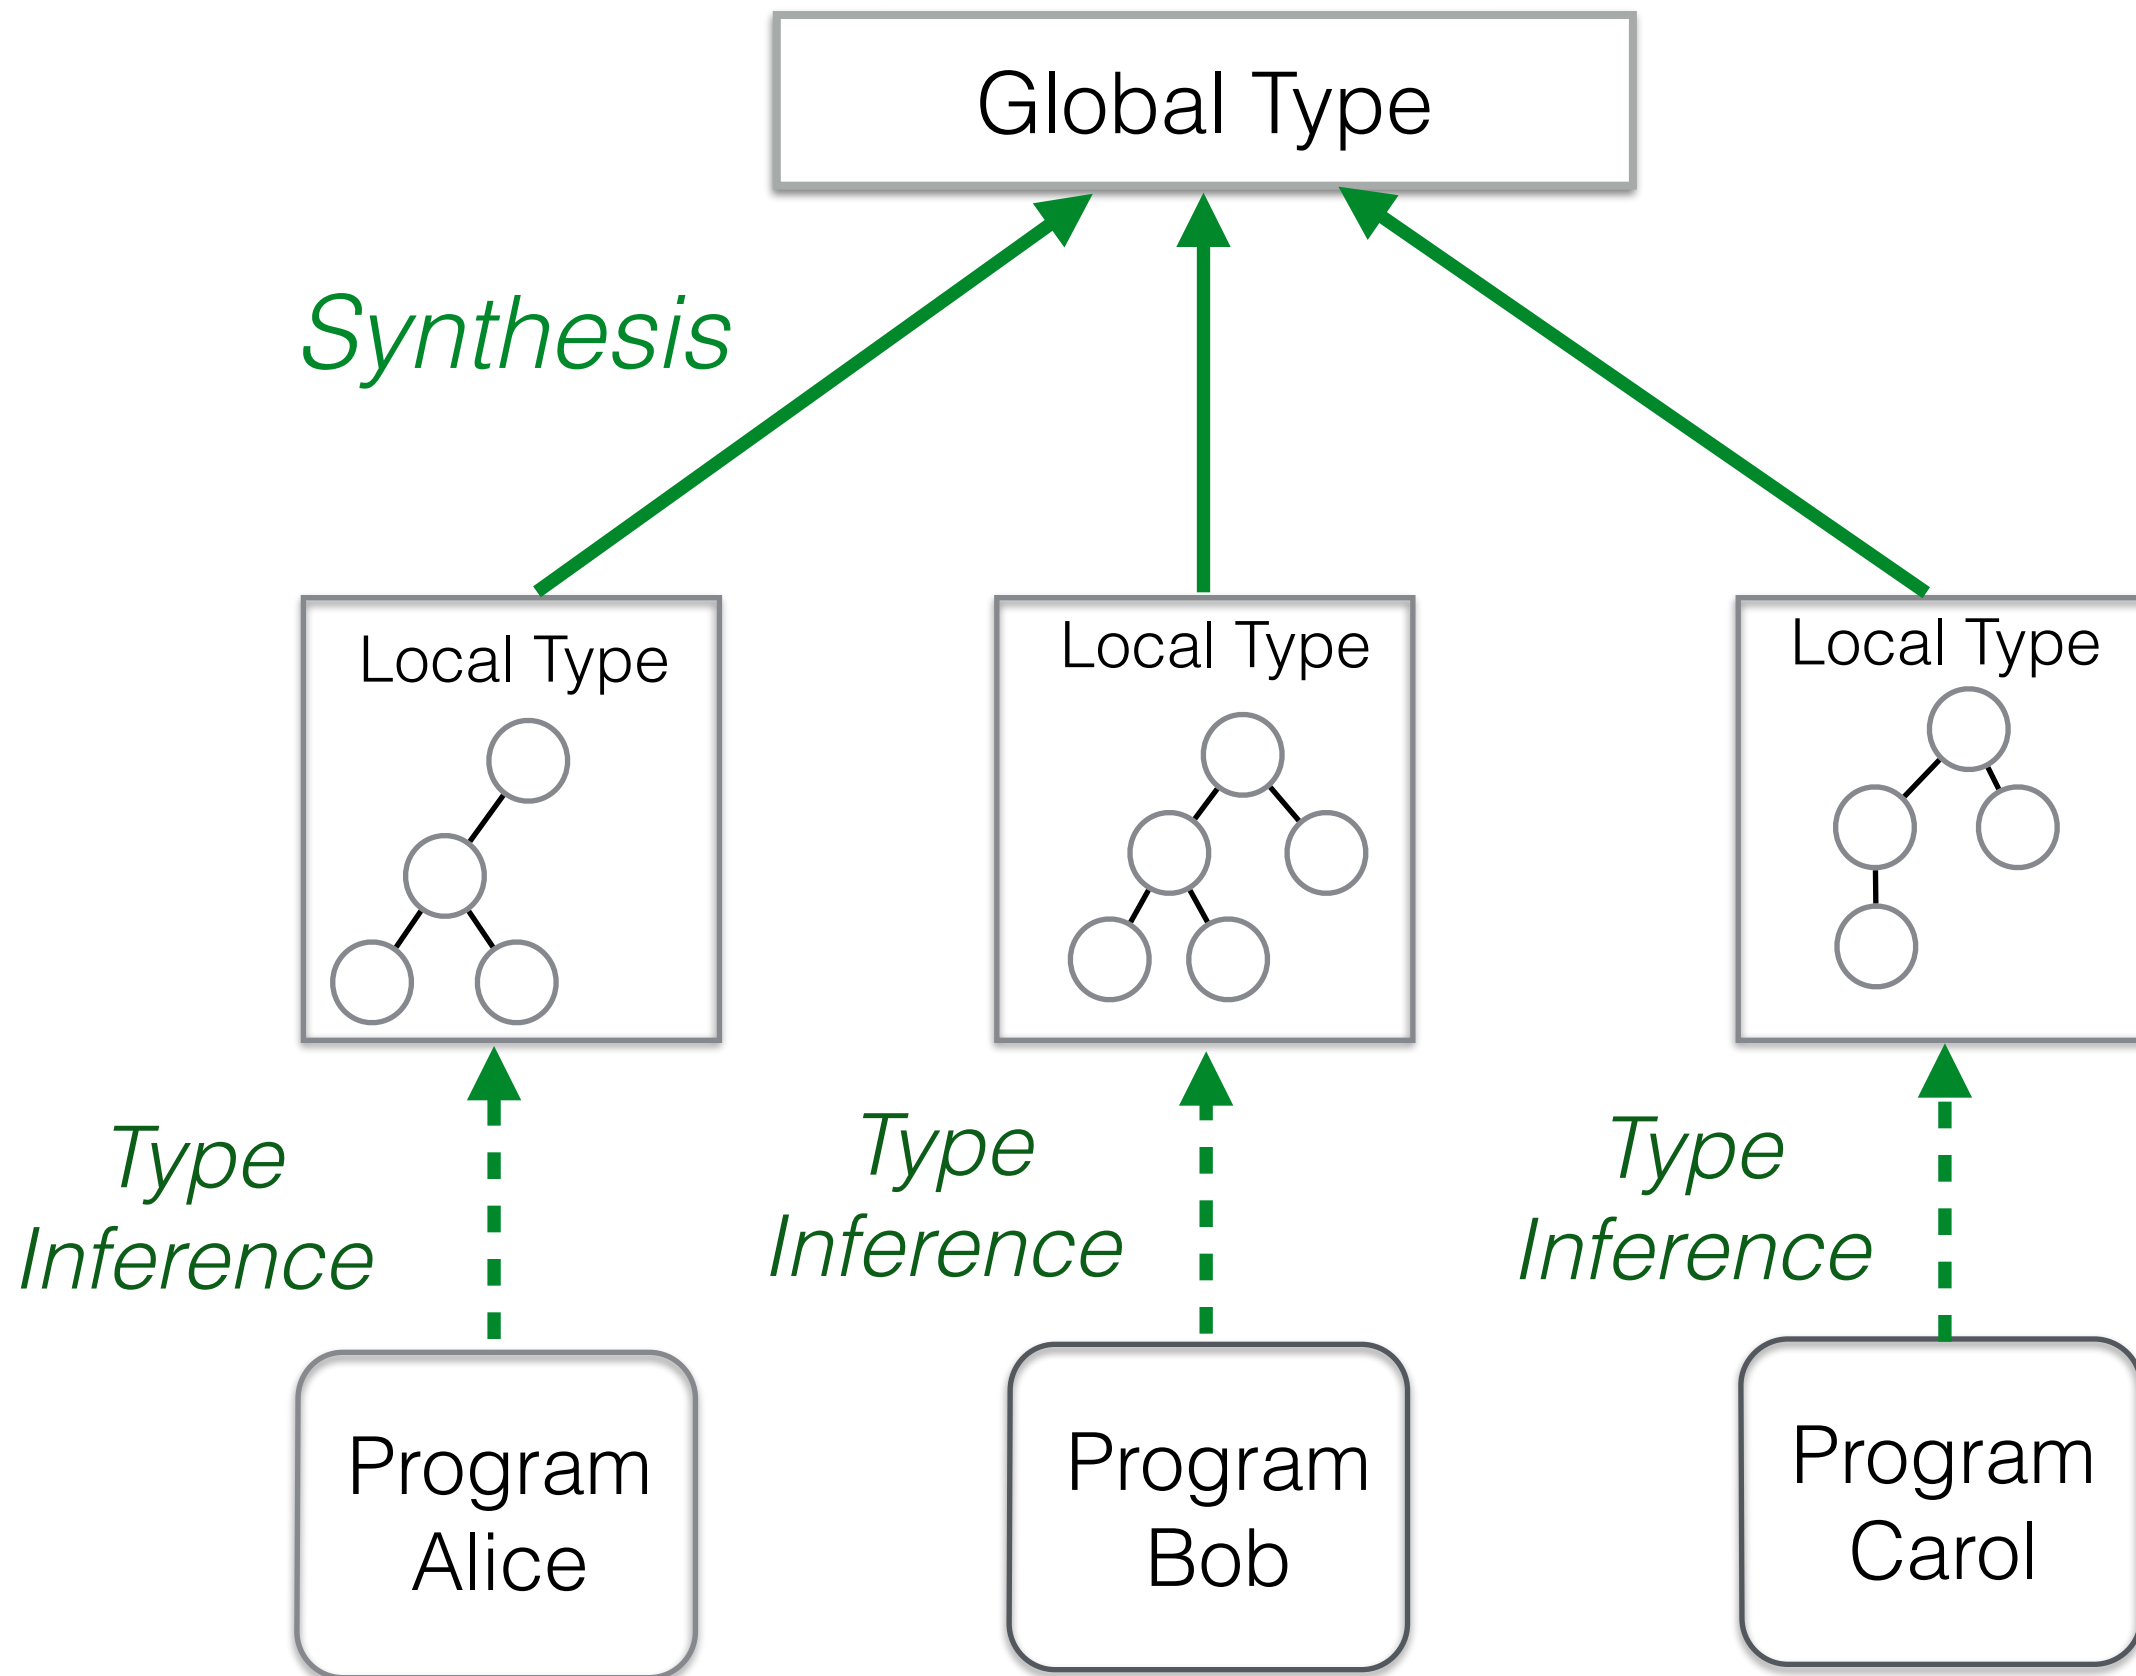 Global Type
Synthesis
Local Type
Local Type
Local Type
Type
Inference
Type
Inference
Type
Inference
Program
Alice
Program
Bob
Program
Carol